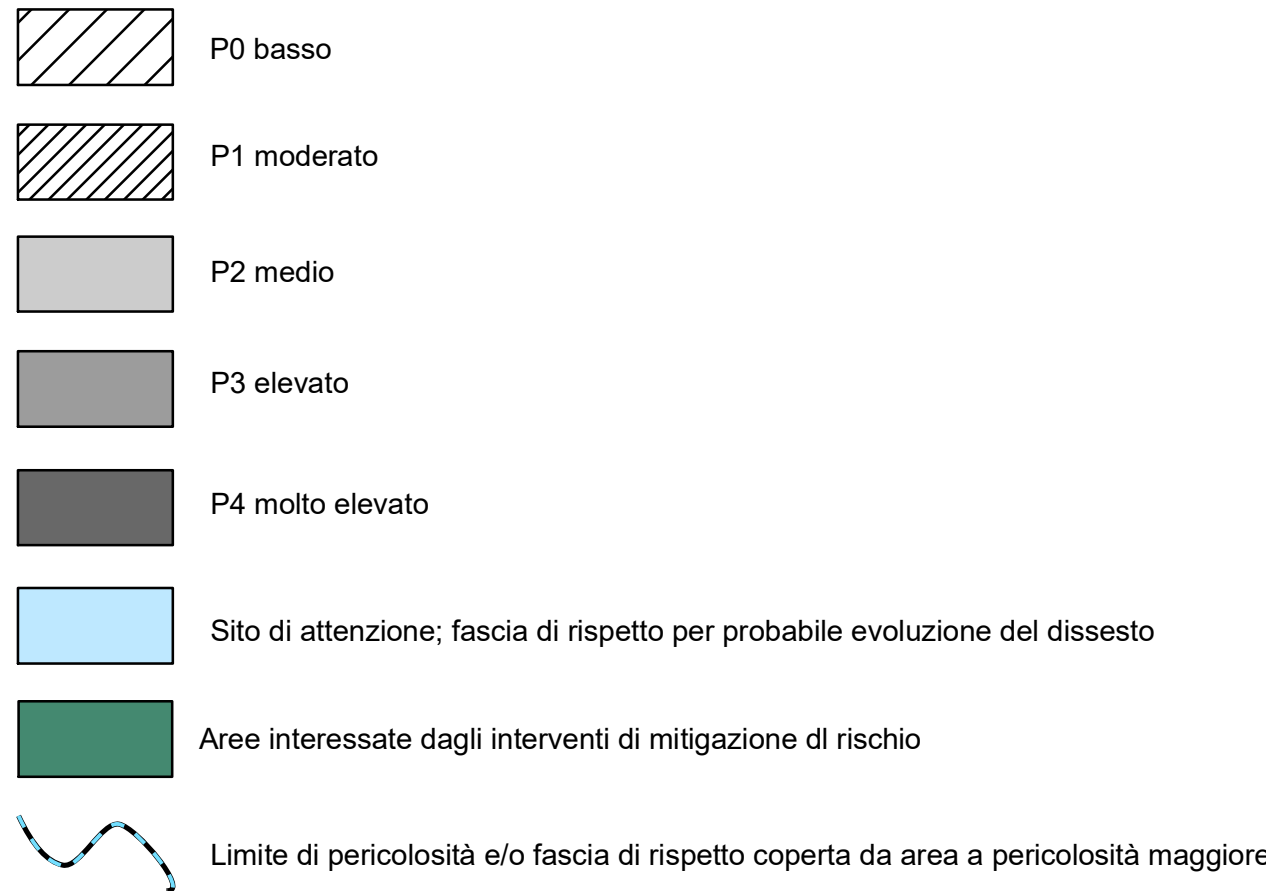 P0 basso
P1 moderato
P2 medio
P3 elevato
P4 molto elevato
Sito di attenzione; fascia di rispetto per probabile evoluzione del dissesto
Aree interessate dagli interventi di mitigazione dl rischio
Limite di pericolosità e/o fascia di rispetto coperta da area a pericolosità maggiore